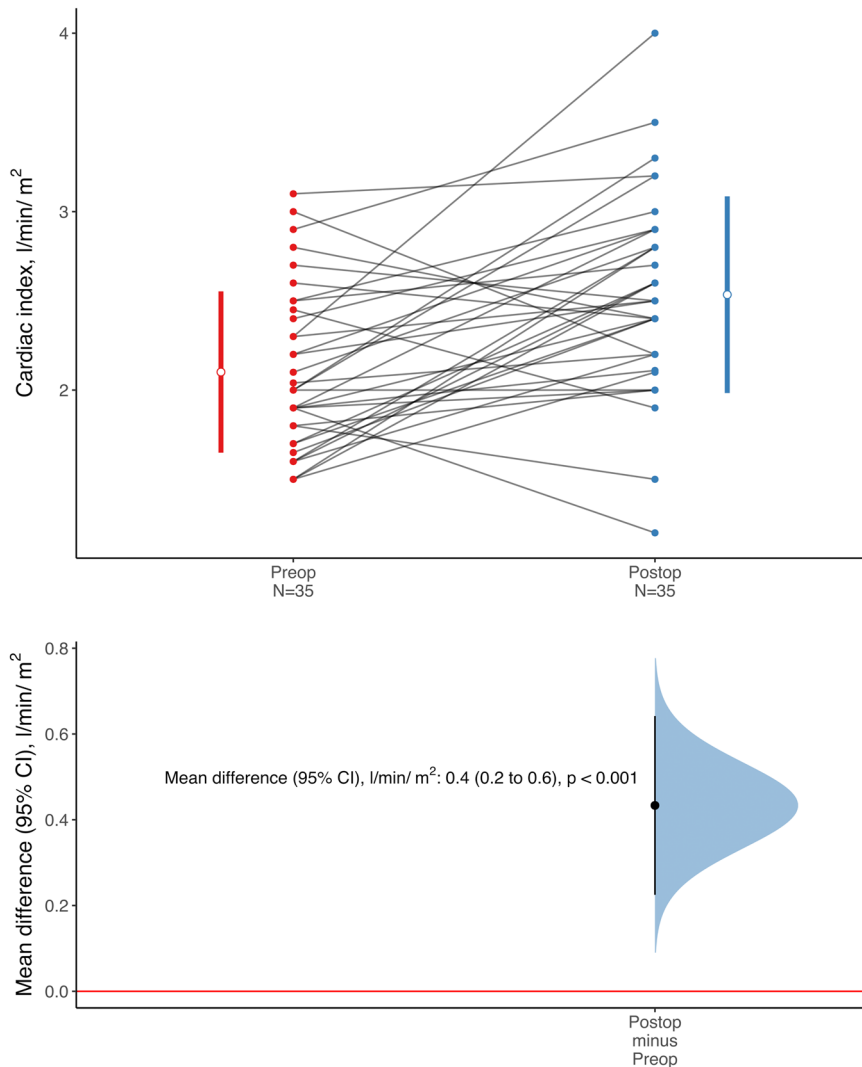 Cardiac index, l/min/ m²
4
3
2
Preop
N=35
Postop
N=35
Mean difference (95% CI), l/min/ m²
0.8
0.6
0.4
0.2
0.0
Mean difference (95% CI), l/min/ m²: 0.4 (0.2 to 0.6), p < 0.001
Postop
minus
Preop